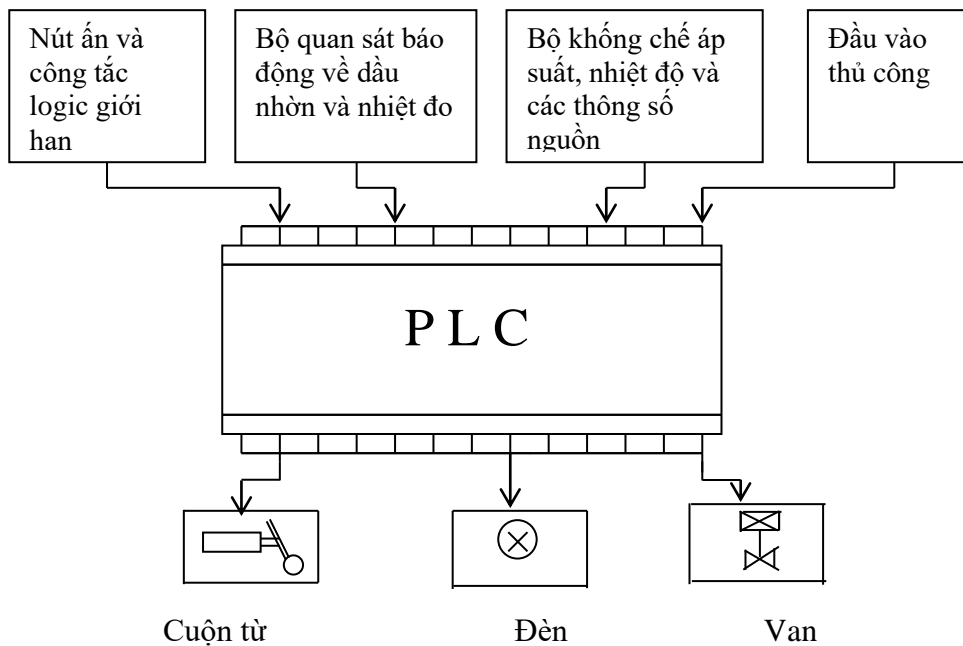 Nút ấn và
công tắc
logic giới
han
Bộ quan sát báo
động về dầu
nhờn và nhiệt đo
Bộ khống chế áp
suất, nhiệt độ và
các thông số
nguồn
Đầu vào
thủ công
P L C
Cuộn từ
Đèn
Van